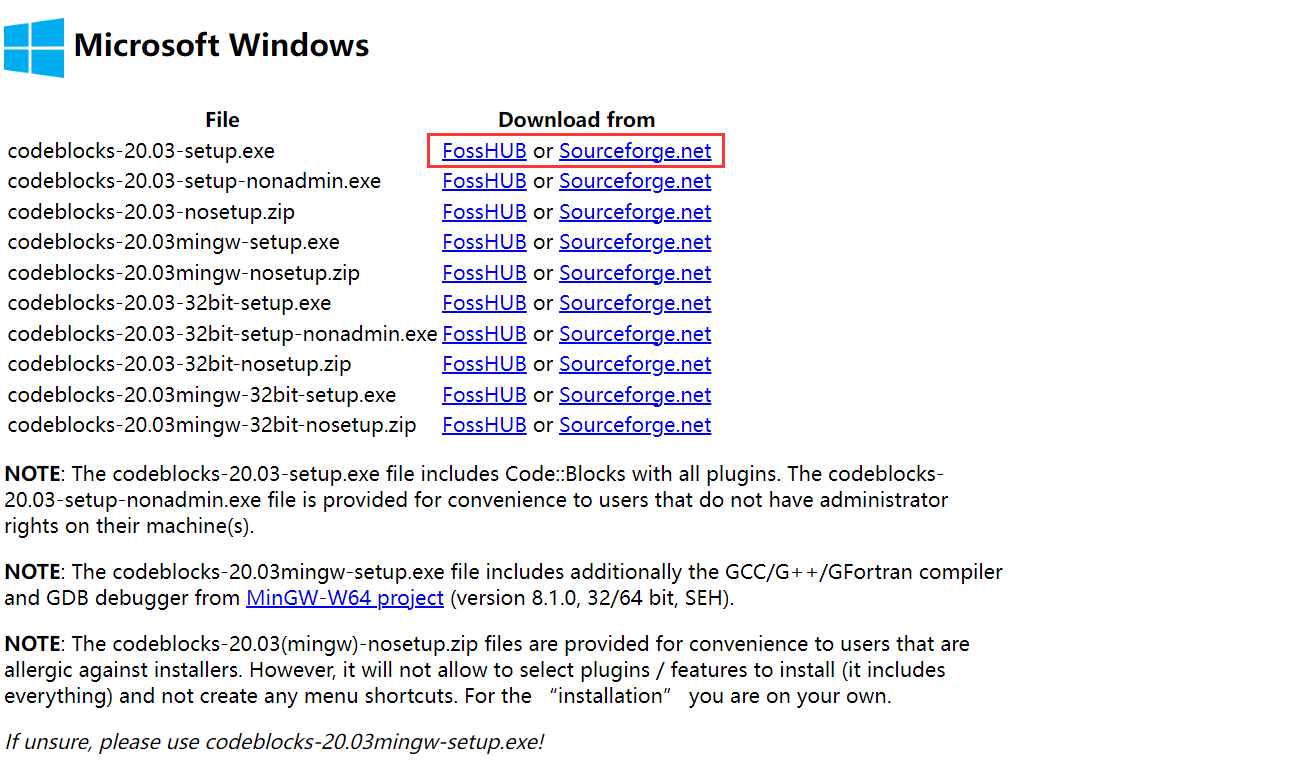 Microsoft Windows
File Download from
codeblocks-20.03-setup.exe FossHUB or Sourceforge.net
codeblocks-20.03-setup-nonadmin.exe FossHUB or Sourceforge.net
codeblocks-20.03-nosetup.zip FossHUB or Sourceforge.net
codeblocks-20.03mingw-setup.exe FossHUB or Sourceforge.net
codeblocks-20.03mingw-nosetup.zip FossHUB or Sourceforge.net
codeblocks-20.03-32bit-setup.exe FossHUB or Sourceforge.net
codeblocks-20.03-32bit-setup-nonadmin.exe FossHUB or Sourceforge.net
codeblocks-20.03-32bit-nosetup.zip FossHUB or Sourceforge.net
codeblocks-20.03mingw-32bit-setup.exe FossHUB or Sourceforge.net
codeblocks-20.03mingw-32bit-nosetup.zip FossHUB or Sourceforge.net
NOTE: The codeblocks-20.03-setup.exe file includes Code::Blocks with all plugins. The codeblocks-
20.03-setup-nonadmin.exe file is provided for convenience to users that do not have administrator
rights on their machine(s).
NOTE: The codeblocks-20.03mingw-setup.exe file includes additionally the GCC/G++/GFortran compiler
and GDB debugger from MinGW-W64 project (version 8.1.0, 32/64 bit, SEH).
NOTE: The codeblocks-20.03(mingw)-nosetup.zip files are provided for convenience to users that are
allergic against installers. However, it will not allow to select plugins / features to install (it includes
everything) and not create any menu shortcuts. For the “installation” you are on your own.
If unsure, please use codeblocks-20.03mingw-setup.exe!